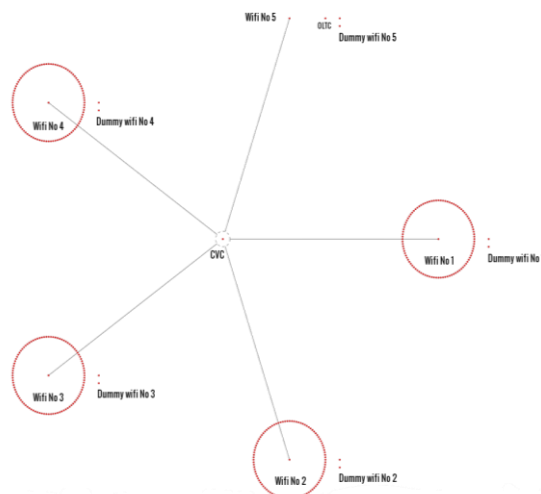 Wifi No 5
OLTC
Dummy wifi No 5
Wifi No 4
Dummy wifi No 4
CVC
Wifi No 1
Dummy wifi No
Wifi No 3
Dummy wifi No 3
Wifi No 2
Dummy wifi No 2